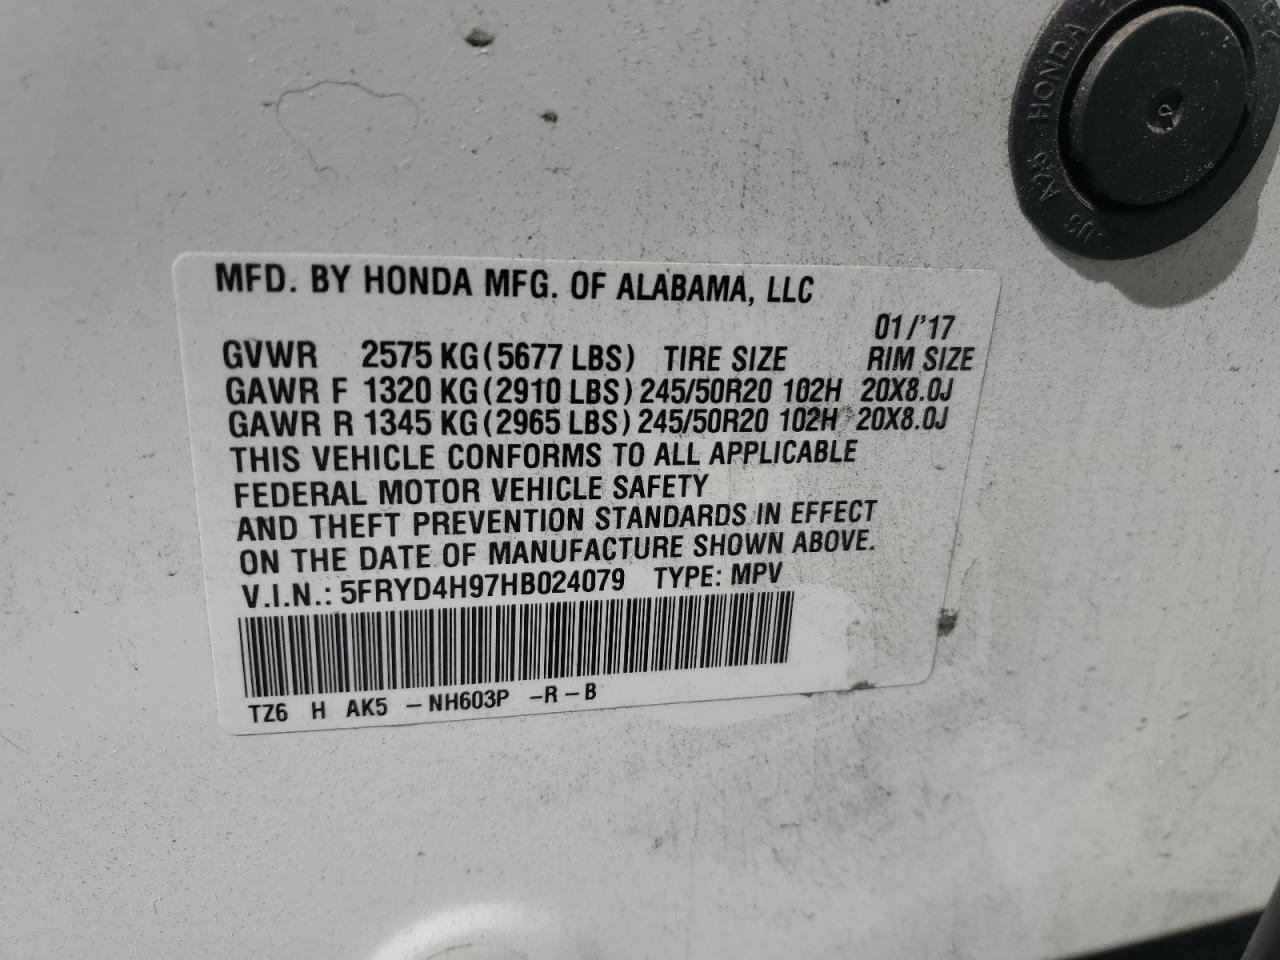 HONDA
US A25
MFD. BY HONDA MFG. OF ALABAMA, LLC
01/'17
GVWR 2575 KG (5677 LBS) TIRE SIZE RIM SIZE
GAWR F 1320 KG (2910 LBS) 245/50R20 102H 20X8.0J
GAWR R 1345 KG (2965 LBS) 245/50R20 102H 20X8.0J
THIS VEHICLE CONFORMS TO ALL APPLICABLE
FEDERAL MOTOR VEHICLE SAFETY
AND THEFT PREVENTION STANDARDS IN EFFECT
ON THE DATE OF MANUFACTURE SHOWN ABOVE.
V.I.N.: 5FRYD4H97HB024079 TYPE: MPV
TZ6 H AK5 -NH603P -R-B